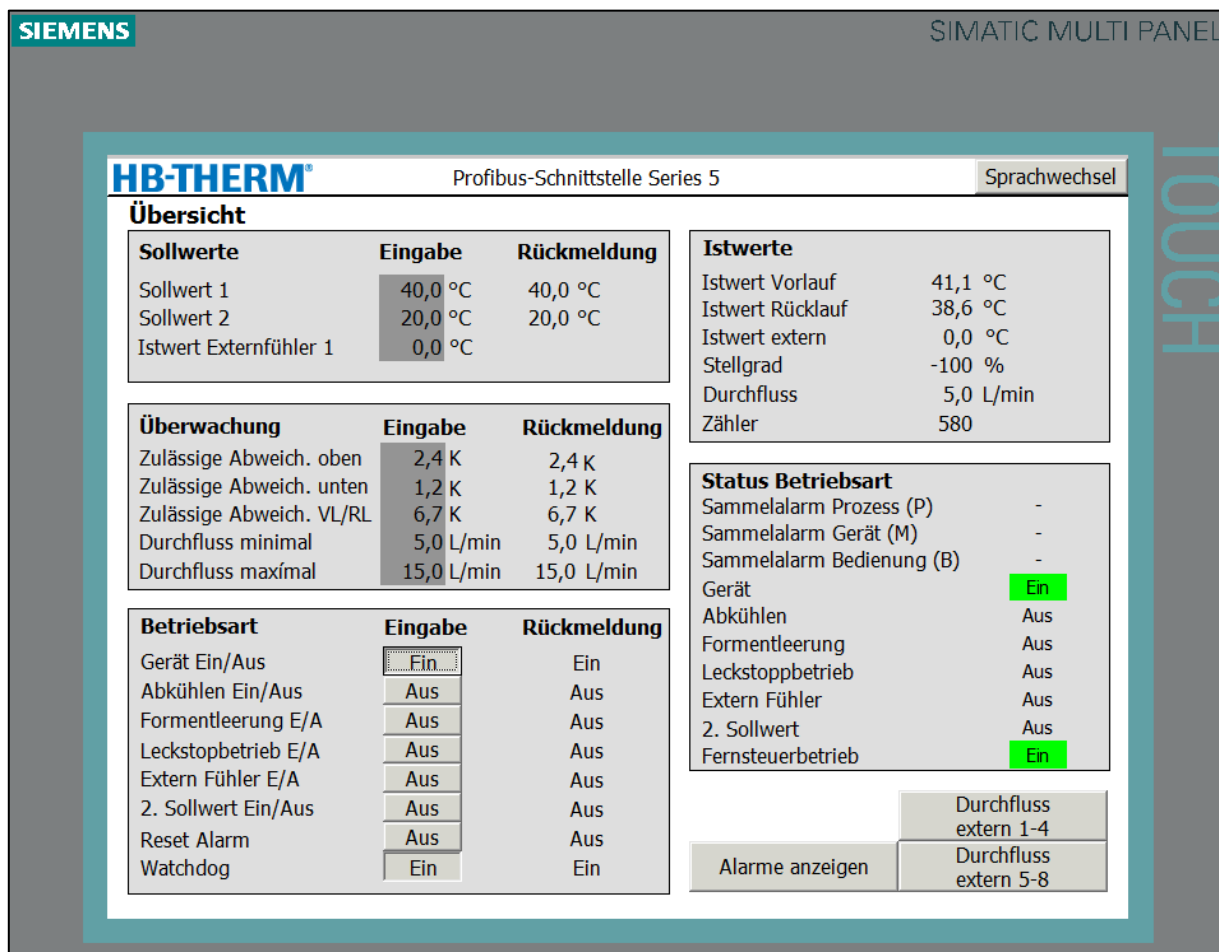 SIEMENS
SIMATIC MULTI PANEL
TOUCH
HB-THERM®
Profibus-Schnittstelle Series 5
Sprachwechsel
Übersicht
Sollwerte Eingabe Rückmeldung
Sollwert 1 40,0 °C 40,0 °C
Sollwert 2 20,0 °C 20,0 °C
Istwert Externfühler 1 0,0 °C
Überwachung Eingabe Rückmeldung
Zulässige Abweich. oben 2,4 K 2,4 K
Zulässige Abweich. unten 1,2 K 1,2 K
Zulässige Abweich. VL/RL 6,7 K 6,7 K
Durchfluss minimal 5,0 L/min 5,0 L/min
Durchfluss maxímal 15,0 L/min 15,0 L/min
Betriebsart Eingabe Rückmeldung
Gerät Ein/Aus Ein Ein
Abkühlen Ein/Aus Aus Aus
Formentleerung E/A Aus Aus
Leckstopbetrieb E/A Aus Aus
Extern Fühler E/A Aus Aus
2. Sollwert Ein/Aus Aus Aus
Reset Alarm Aus Aus
Watchdog Ein Ein
Istwerte
Istwert Vorlauf 41,1 °C
Istwert Rücklauf 38,6 °C
Istwert extern 0,0 °C
Stellgrad -100 %
Durchfluss 5,0 L/min
Zähler 580
Status Betriebsart
Sammelalarm Prozess (P) -
Sammelalarm Gerät (M) -
Sammelalarm Bedienung (B) -
Gerät Ein
Abkühlen Aus
Formentleerung Aus
Leckstoppbetrieb Aus
Extern Fühler Aus
2. Sollwert Aus
Fernsteuerbetrieb Ein
Durchfluss
extern 1-4
Alarme anzeigen
Durchfluss
extern 5-8